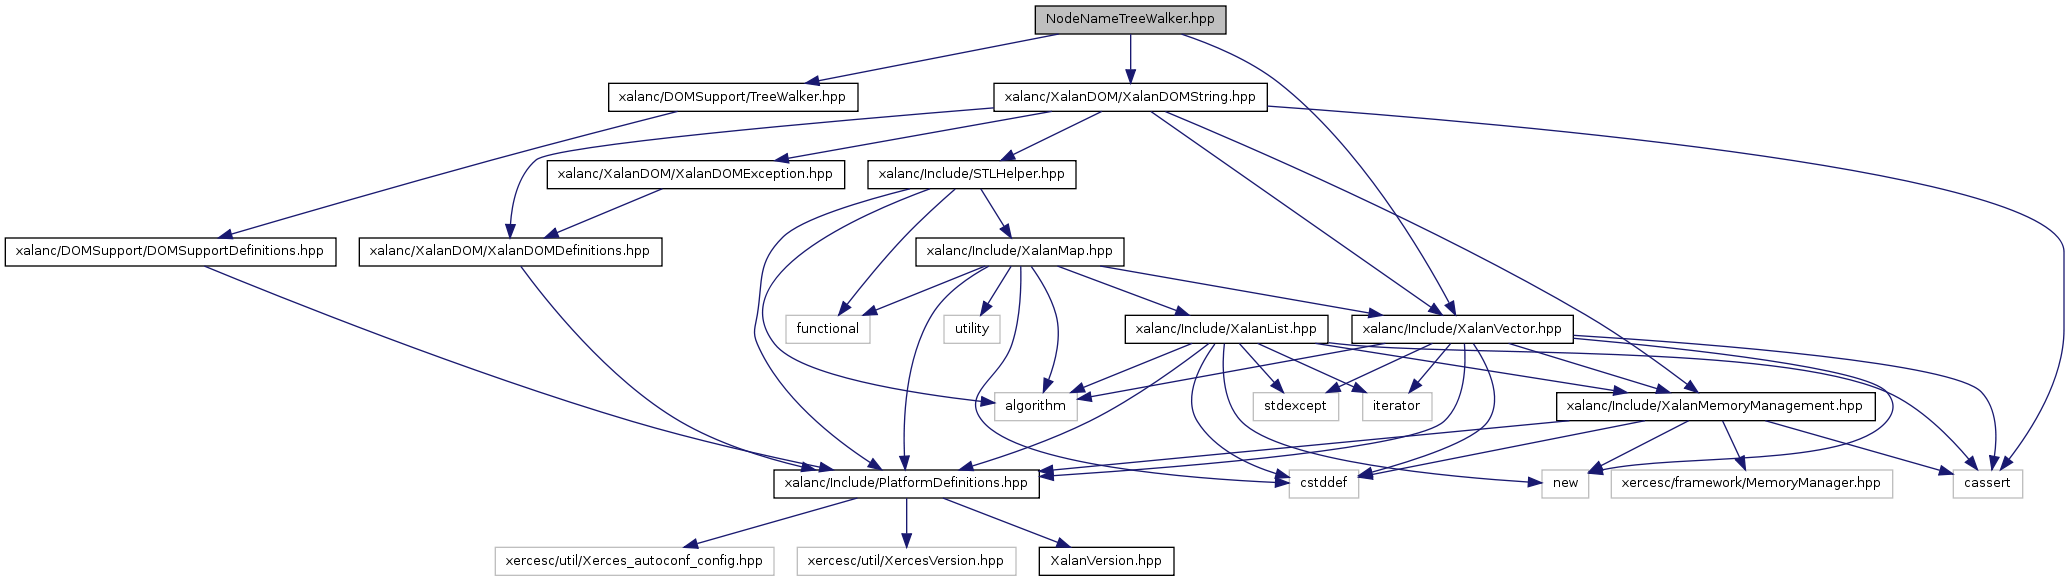 NodeNameTreeWalker.hpp
xalanc/DOMSupport/TreeWalker.hpp
xalanc/XalanDOM/XalanDOMString.hpp
xalanc/XalanDOM/XalanDOMException.hpp
xalanc/Include/STLHelper.hpp
xalanc/DOMSupport/DOMSupportDefinitions.hpp
xalanc/XalanDOM/XalanDOMDefinitions.hpp
xalanc/Include/XalanMap.hpp
functional
utility
xalanc/Include/XalanList.hpp
xalanc/Include/XalanVector.hpp
algorithm
stdexcept
iterator
xalanc/Include/XalanMemoryManagement.hpp
xalanc/Include/PlatformDefinitions.hpp
cstddef
new
xercesc/framework/MemoryManager.hpp
cassert
xercesc/util/Xerces_autoconf_config.hpp
xercesc/util/XercesVersion.hpp
XalanVersion.hpp